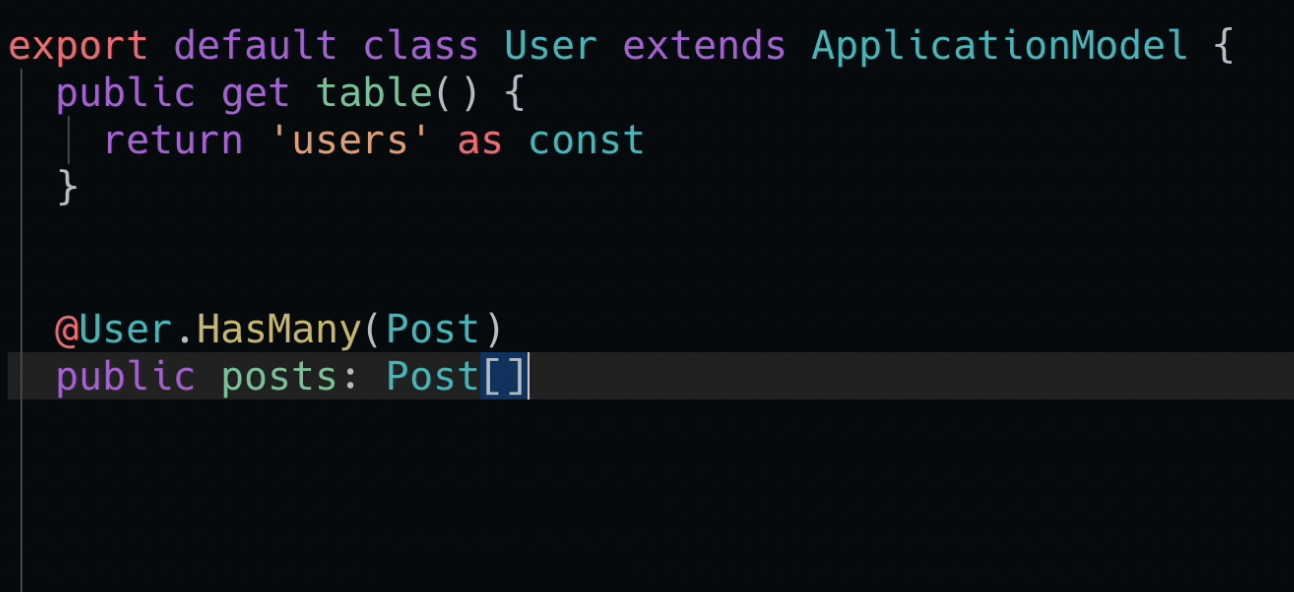 export default class User extends ApplicationModel {
public get table() {
return 'users' as const
}
@User.HasMany(Post)
public posts: Post[]